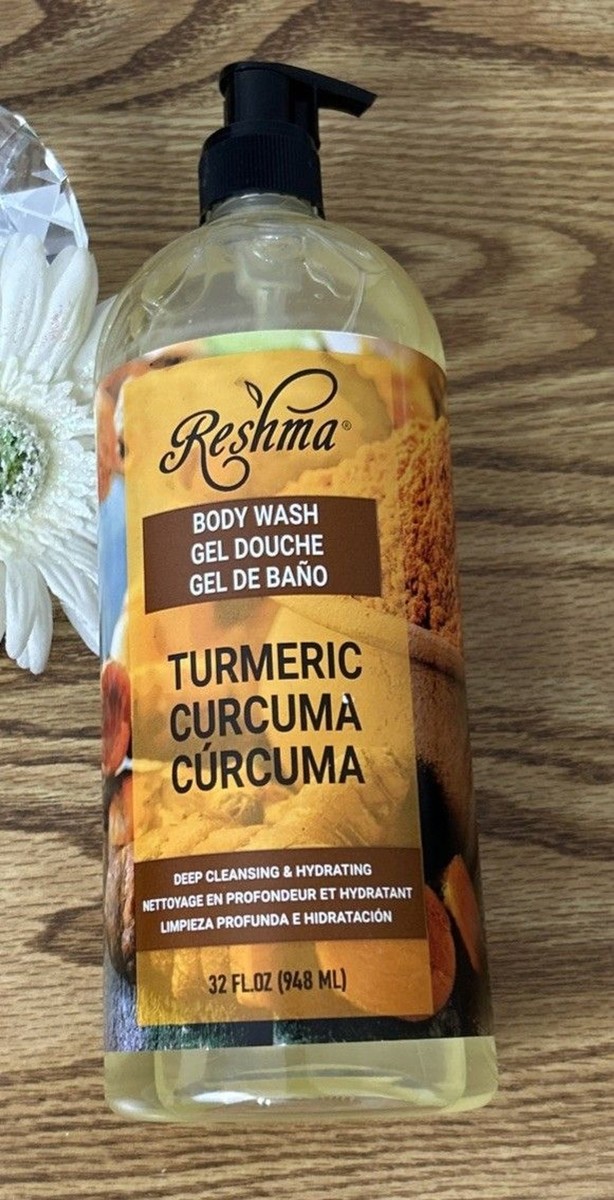 Reshma®
BODY WASH
GEL DOUCHE
GEL DE BAÑO
TURMERIC
CURCUMA
CÚRCUMA
DEEP CLEANSING & HYDRATING
NETTOYAGE EN PROFONDEUR ET HYDRATANT
LIMPIEZA PROFUNDA E HIDRATACIÓN
32 FL.OZ (948 ML)